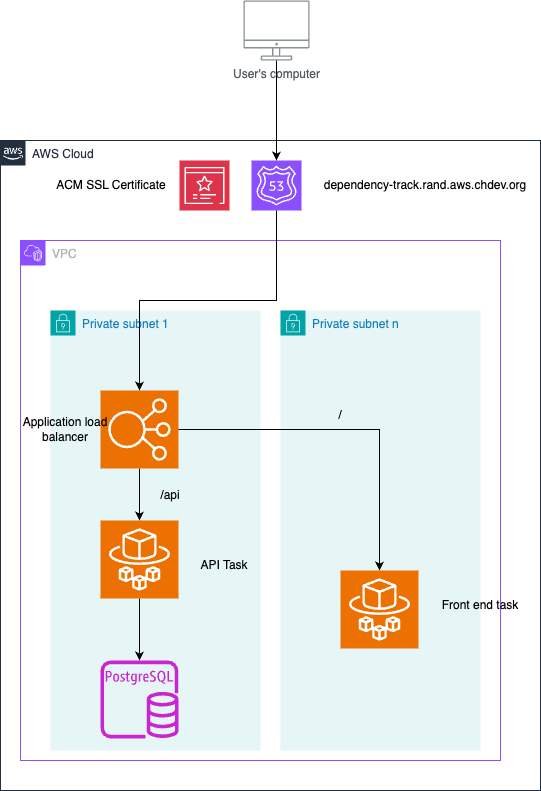 User's computer
aws
AWS Cloud
ACM SSL Certificate
53
dependency-track.rand.aws.chdev.org
VPC
Private subnet 1
Private subnet n
Application load
balancer
/
/api
API Task
Front end task
PostgreSQL